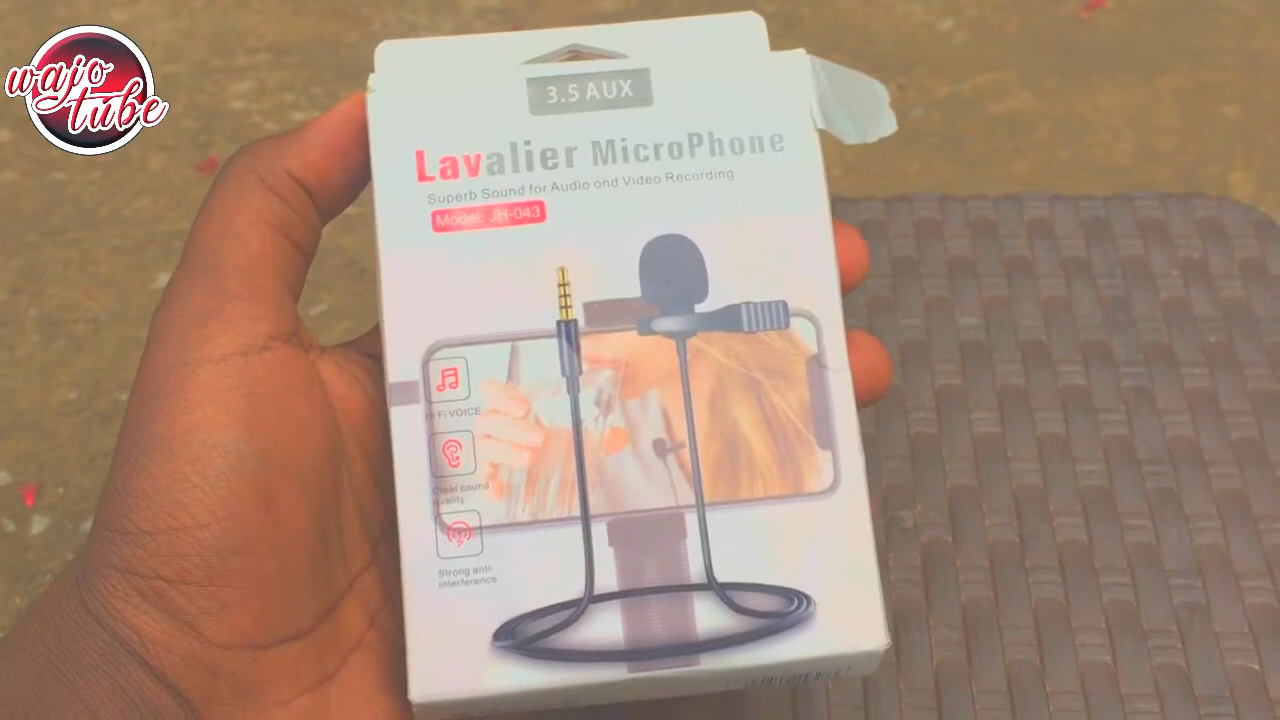 wajo
tube
3.5 AUX
Lavalier MicroPhone
Superb Sound for Audio ond Video Recording
Model: JH-043
Hi Fi VOICE
Clear cound
quality
Strong anti-
interference